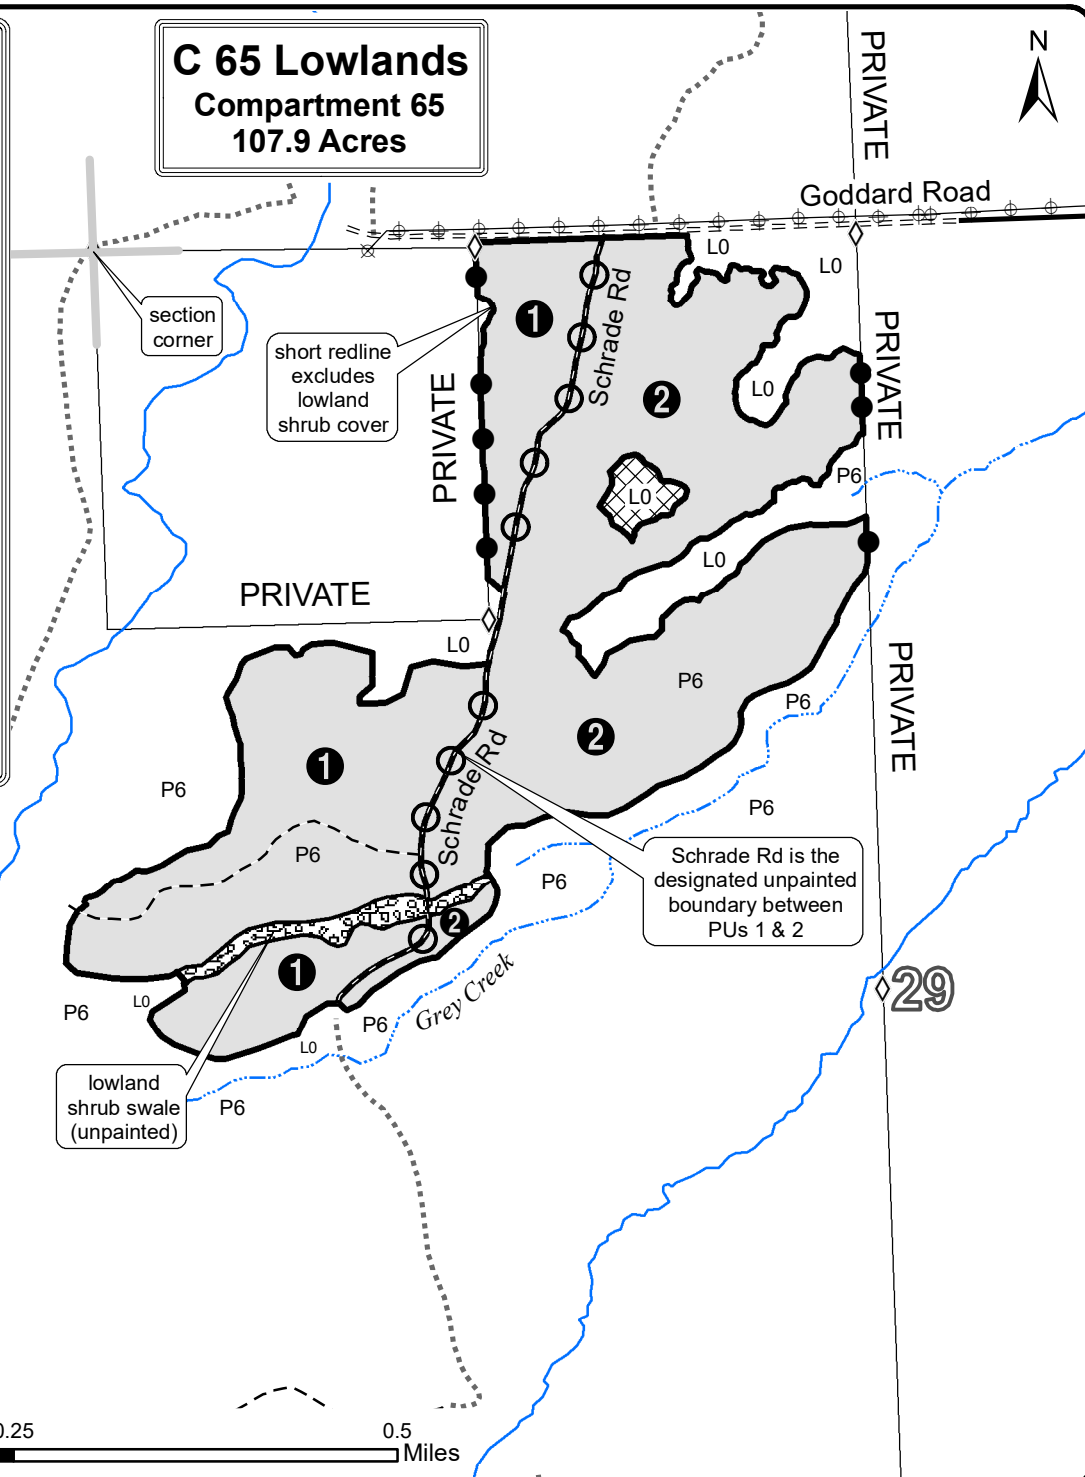 C 65 Lowlands
Compartment 65
107.9 Acres
N
PRIVATE
Goddard Road
L0
L0
section
corner
short redline
excludes
lowland
shrub cover
1
Schrade Rd
PRIVATE
PRIVATE
2
L0
L0
P6
L0
PRIVATE
L0
P6
P6
PRIVATE
2
1
P6
Schrade Rd
P6
P6
P6
Schrade Rd is the
designated unpainted
boundary between
PUs 1 & 2
2
1
29
L0
P6
P6
Grey Creek
L0
lowland
shrub swale
(unpainted)
P6
0.25
0.5
Miles